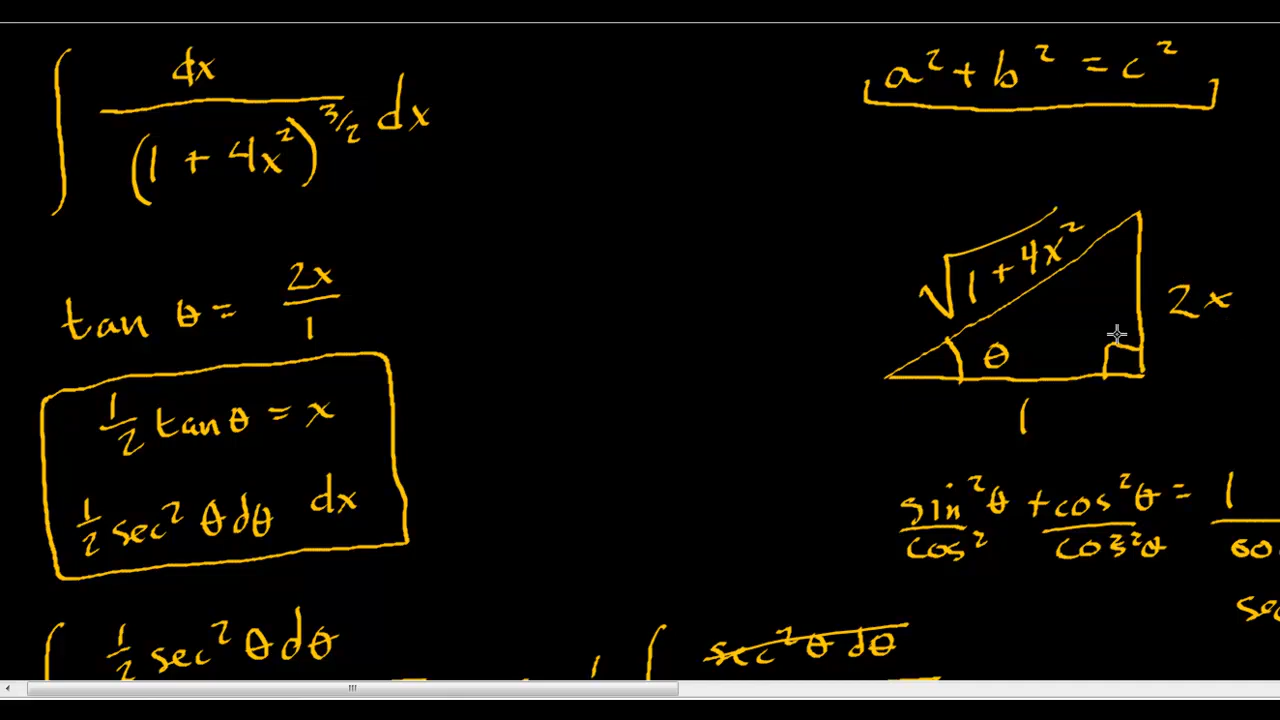 ∫ dx / (1 + 4x²)^3/2 dx
a² + b² = c²
√1 + 4x²
2x
θ
1
tan θ = 2x / 1
1/2 tan θ = x
1/2 sec² θ dθ dx
sin²θ / cos² + cos²θ / cos²θ = 1
∫ 1/2 sec² θ dθ
∫ sec² θ dθ